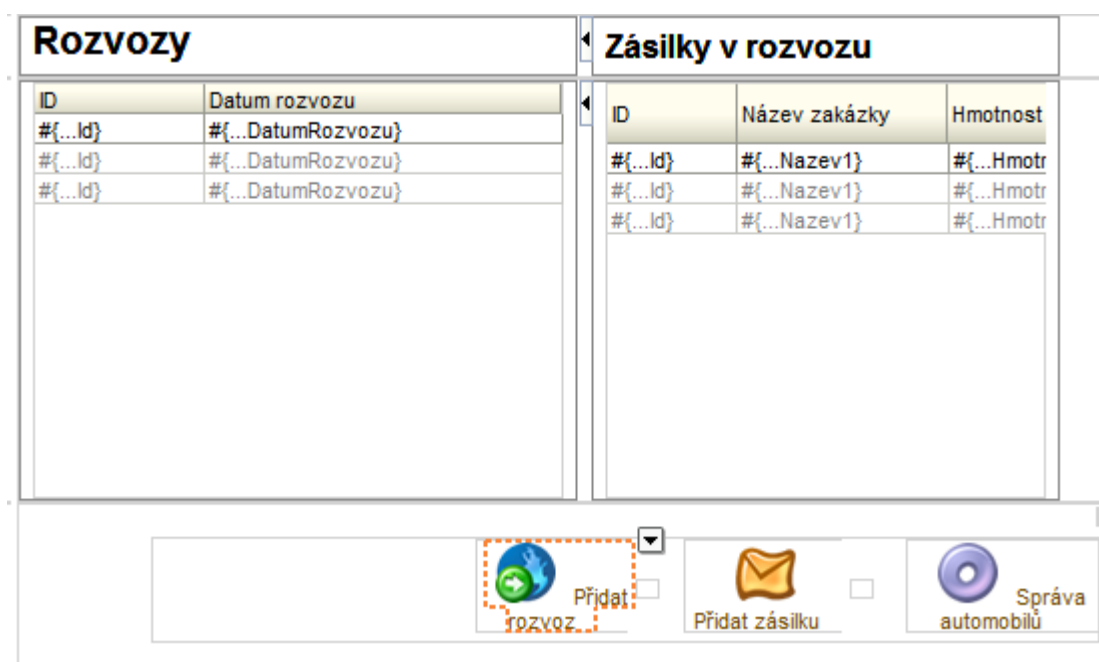 Rozvozy
Zásilky v rozvozu
ID Datum rozvozu
#{...Id} #{...DatumRozvozu}
#{...Id} #{...DatumRozvozu}
#{...Id} #{...DatumRozvozu}
ID Název zakázky Hmotnost
#{...Id} #{...Nazev1} #{...Hmotr
#{...Id} #{...Nazev1} #{...Hmotr
#{...Id} #{...Nazev1} #{...Hmotr
Přidat
rozvoz
Přidat zásilku
Správa
automobilů